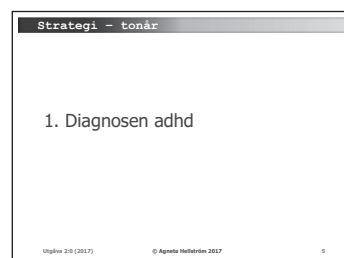 Strategi – tonår
1. Diagnosen adhd
Utgåva 2:0 (2017) © Agneta Hellström 2017 5